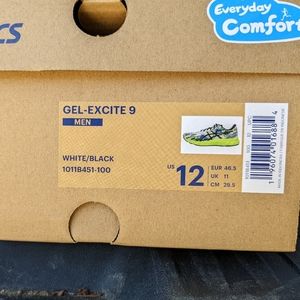 Everyday
Comfort
CS
GEL-EXCITE 9
MEN
WHITE/BLACK
1011B451-100
US 12
EUR 46.5
UK 11
CM 29.5